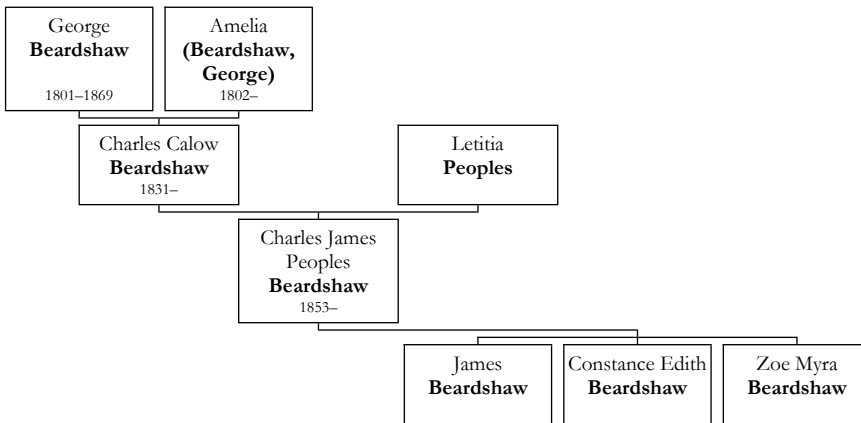 George
Beardshaw
1801–1869
Amelia
(Beardshaw,
George)
1802–
Charles Calow
Beardshaw
1831–
Letitia
Peoples
Charles James
Peoples
Beardshaw
1853–
James
Beardshaw
Constance Edith
Beardshaw
Zoe Myra
Beardshaw